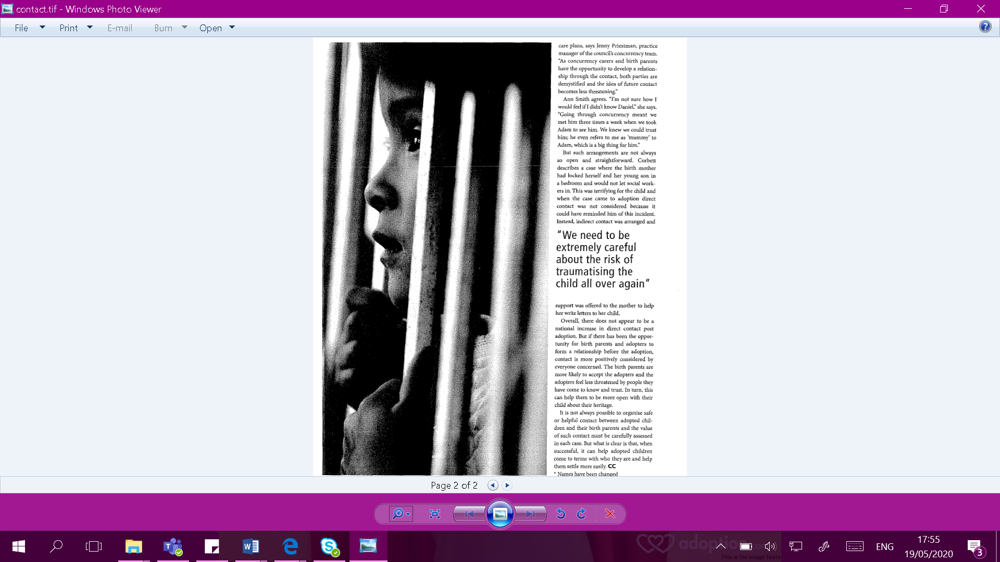 contact.tif - Windows Photo Viewer
File Print E-mail Burn Open
care plans, says Jenny Priestman, practice
manager of the council's concurrency team.
"As concurrency carers and birth parents
have the opportunity to develop a relation-
ship through the contact, both parties are
demystified and the idea of future contact
becomes less threatening."
Ann Smith agrees. "I'm not sure how I
would feel if I didn't know Daniel," she says.
"Going through concurrency meant we
met him three times a week when we took
Adam to see him. We knew we could trust
him; he even refers to me as 'mummy' to
Adam, which is a big thing for him."
But such arrangements are not always
so open and straightforward. Corbett
describes a case where the birth mother
had locked herself and her young son in
a bedroom and would not let social work-
ers in. This was terrifying for the child and
when the case came to adoption direct
contact was not considered because it
could have reminded him of this incident.
Instead, indirect contact was arranged and
"We need to be
extremely careful
about the risk of
traumatising the
child all over again"
support was offered to the mother to help
her write letters to her child.
Overall, there does not appear to be a
national increase in direct contact post
adoption. But if there has been the oppor-
tunity for birth parents and adopters to
form a relationship before the adoption,
contact is more positively considered by
everyone concerned. The birth parents are
more likely to accept the adopters and the
adopters feel less threatened by people they
have come to know and trust. In turn, this
can help them to be more open with their
child about their heritage.
It is not always possible to organise safe
or helpful contact between adopted chil-
dren and their birth parents and the value
of such contact must be carefully assessed
in each case. But what is clear is that, when
successful, it can help adopted children
come to terms with who they are and help
them settle more easily. CC
* Names have been changed
Page 2 of 2
adoption
This is the image foote
ENG
17:55
19/05/2020
3